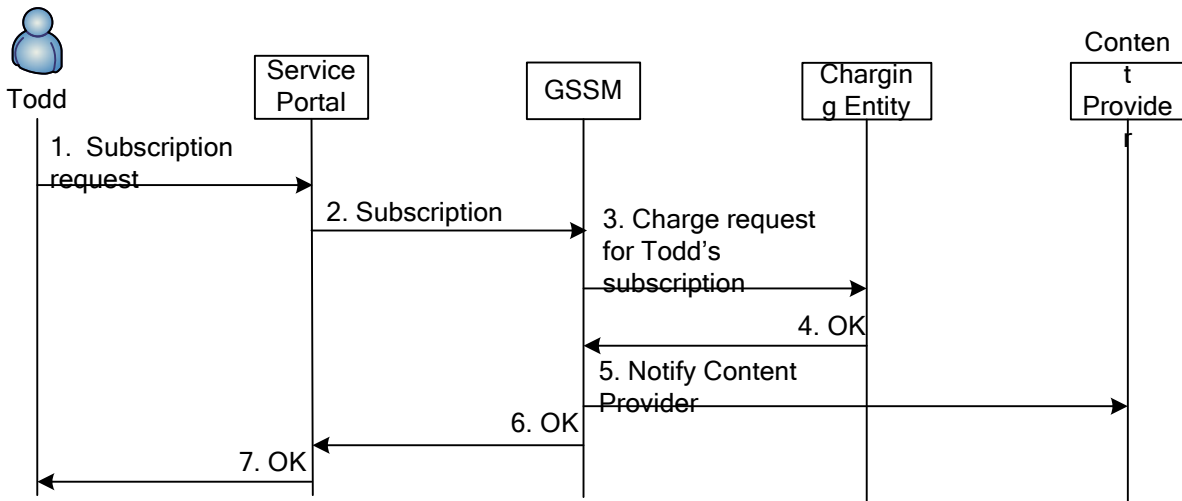 Todd
Service
Portal
GSSM
Chargin
g Entity
Conten
t
Provide
r
1.  Subscription
request
2. Subscription
3. Charge request
for Todd's
subscription
4. OK
5. Notify Content
Provider
6. OK
7. OK